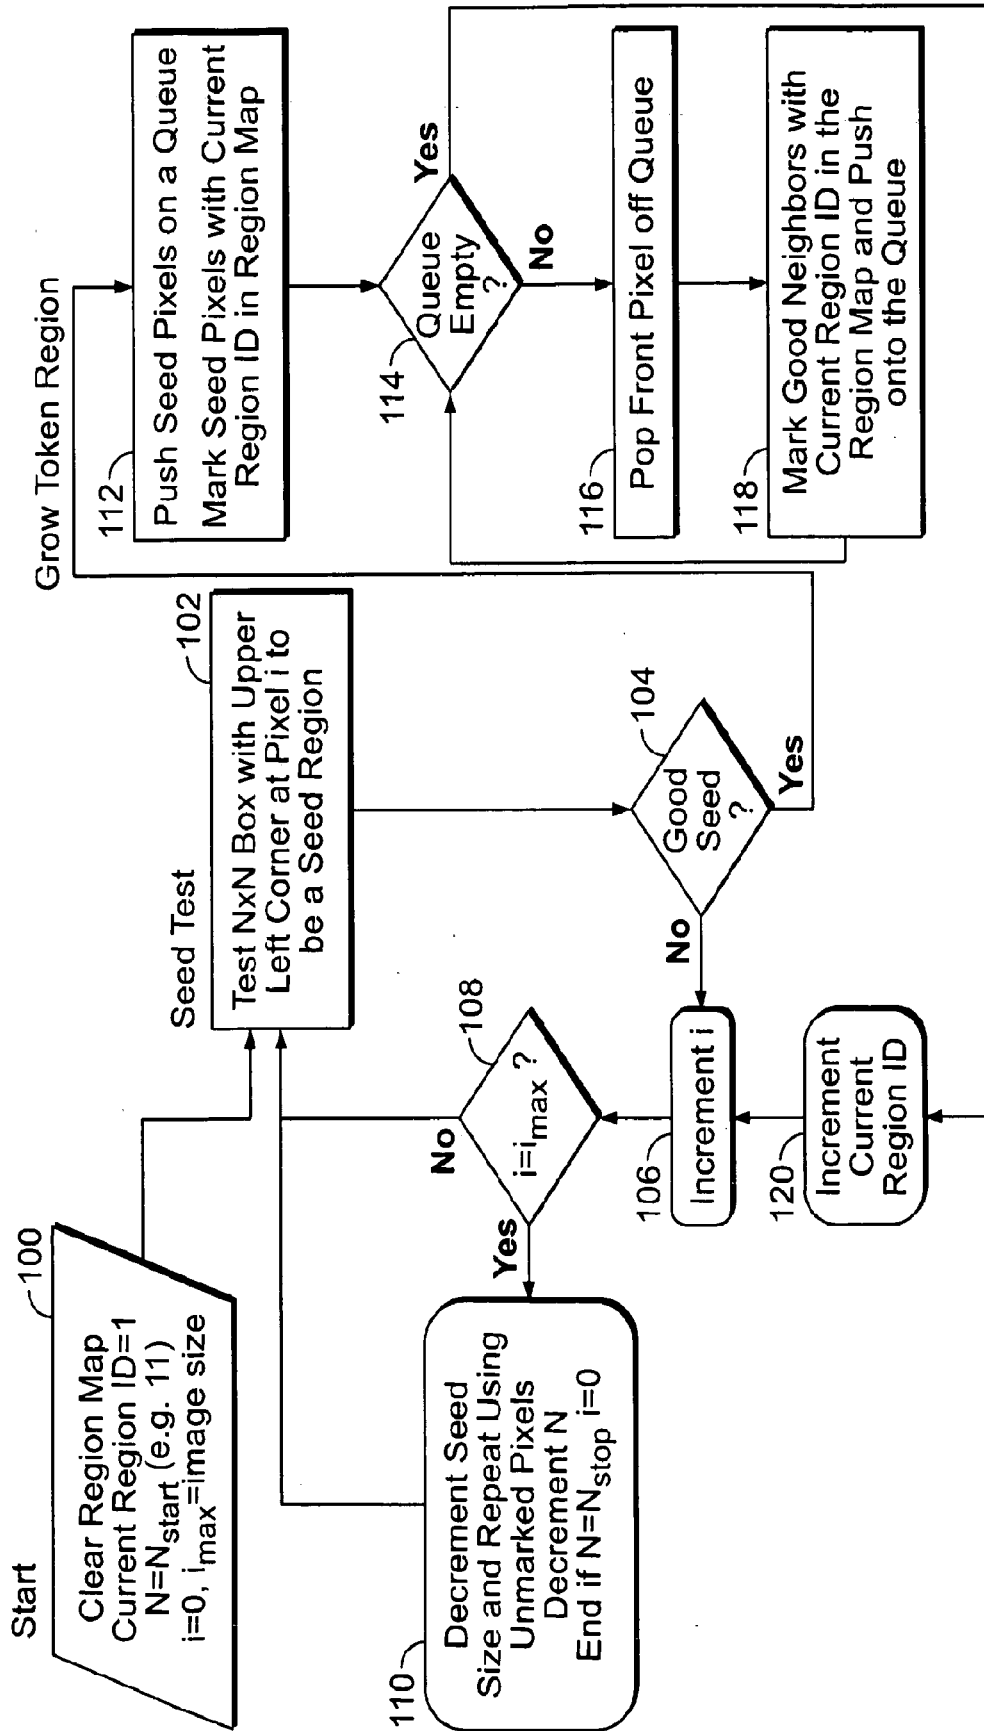 Start
100
Clear Region Map
Current Region ID=1
N=Nstart (e.g. 11)
i=0, imax=image size
Seed Test
102
Test NxN Box with Upper
Left Corner at Pixel i to
be a Seed Region
104
Good
Seed
?
No
Yes
106
Increment i
108
i=imax ?
No
Yes
110
Decrement Seed
Size and Repeat Using
Unmarked Pixels
Decrement N
End if N=Nstop i=0
Grow Token Region
112
Push Seed Pixels on a Queue
Mark Seed Pixels with Current
Region ID in Region Map
114
Queue
Empty
?
Yes
No
116
Pop Front Pixel off Queue
118
Mark Good Neighbors with
Current Region ID in the
Region Map and Push
onto the Queue
120
Increment
Current
Region ID